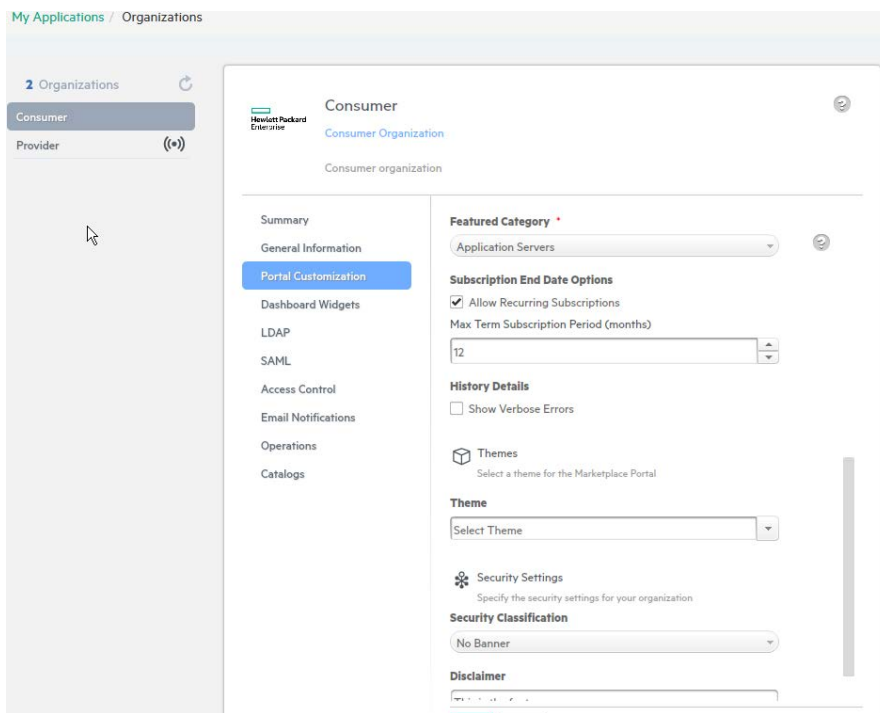 My Applications / Organizations
2 Organizations
Consumer
Provider
Hewlett Packard
Enterprise
Consumer
Consumer Organization
Consumer organization
Summary
General Information
Portal Customization
Dashboard Widgets
LDAP
SAML
Access Control
Email Notifications
Operations
Catalogs
Featured Category *
Application Servers
Subscription End Date Options
Allow Recurring Subscriptions
Max Term Subscription Period (months)
12
History Details
Show Verbose Errors
Themes
Select a theme for the Marketplace Portal
Theme
Select Theme
Security Settings
Specify the security settings for your organization
Security Classification
No Banner
Disclaimer
This is the